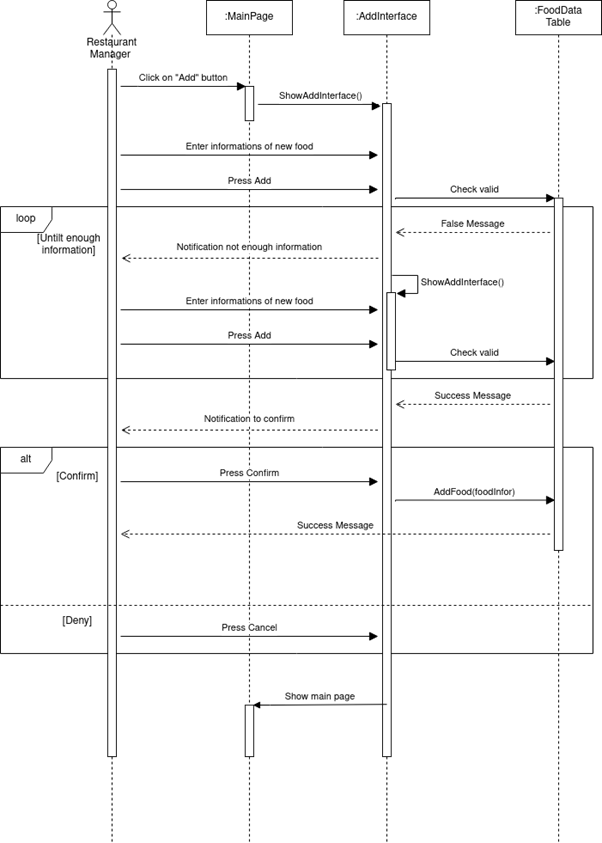 Restaurant
Manager
:MainPage
:AddInterface
:FoodData
Table
Click on "Add" button
ShowAddInterface()
Enter informations of new food
Press Add
Check valid
loop
[Untilt enough
information]
False Message
Notification not enough information
ShowAddInterface()
Enter informations of new food
Press Add
Check valid
Success Message
Notification to confirm
alt
[Confirm]
Press Confirm
AddFood(foodInfor)
Success Message
[Deny]
Press Cancel
Show main page